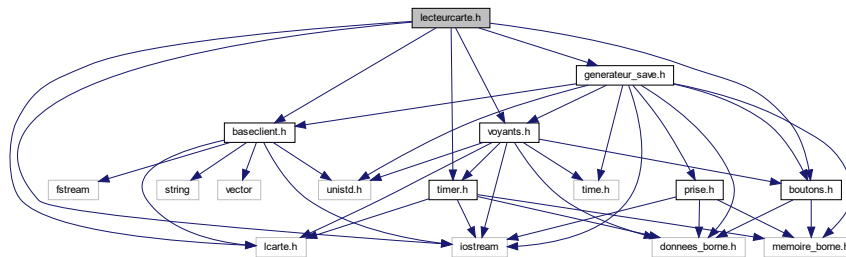 lecteurcarte.h
generateur_save.h
baseclient.h
voyants.h
fstream
string
vector
unistd.h
timer.h
time.h
prise.h
boutons.h
lcarte.h
iostream
donnees_borne.h
memoire_borne.h